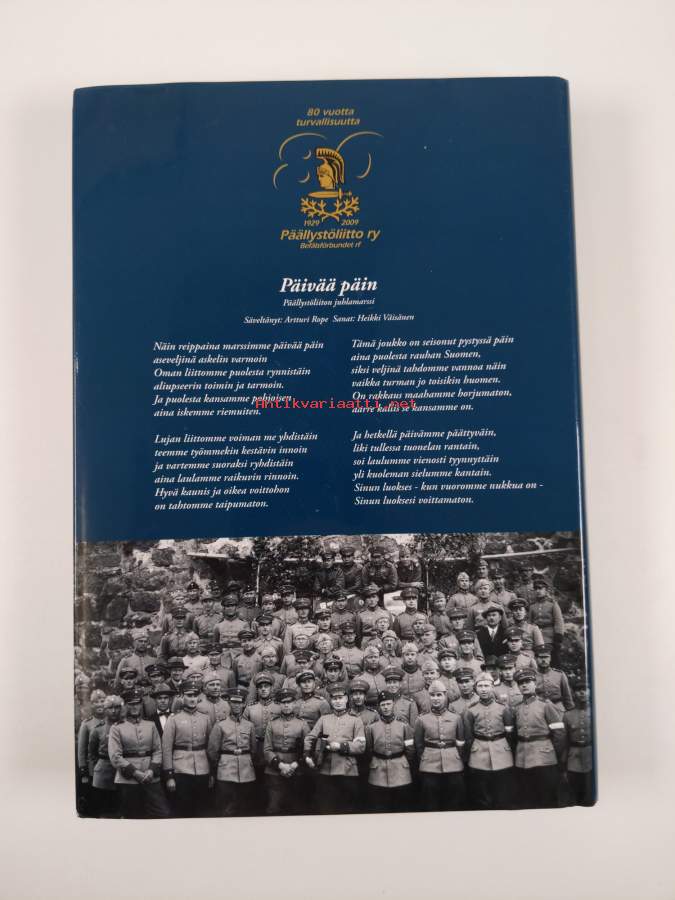 80 vuotta
turvallisuutta
1929 2009
Päällystöliitto ry
Befälsförbundet rf
Päivää päin
Päällystöliiton juhlamarssi
Säveltänyt: Artturi Rope Sanat: Heikki Väisänen
Näin reippaina marssimme päivää päin
aseveljinä askelin varmoin
Oman liittomme puolesta rynnistäin
aliupseerin toimin ja tarmoin.
Ja puolesta kansamme pohjoisen
aina iskemme riemuiten.
Lujan liittomme voiman me yhdistäin
teemme työmmekin kestävin innoin
ja vartemme suoraksi ryhdistäin
aina laulamme raikuvin rinnoin.
Hyvä kaunis ja oikea voittohon
on tahtomme taipumaton.
Tämä joukko on seisonut pystyssä päin
aina puolesta rauhan Suomen,
siksi veljinä tahdomme vannoa näin
vaikka turman jo toisikin huomen.
On rakkaus maahamme horjumaton,
aarre kallis se kansamme on.
Ja hetkellä päivämme päättyväin,
liki tullessa tuonelan rantain,
soi laulumme vienosti tyynnyttäin
yli kuoleman sielumme kantain.
Sinun luokses - kun vuoromme nukkua on -
Sinun luoksesi voittamaton.
Antikvariaatti.net